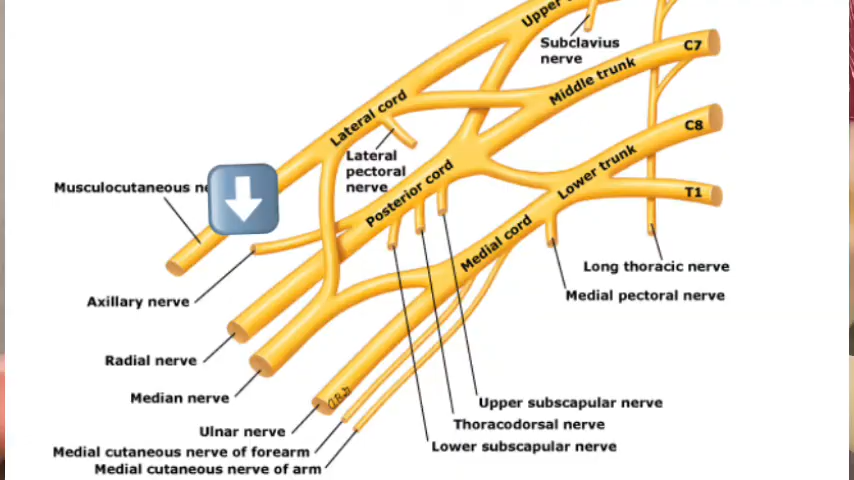 Upper
Subclavius
nerve
C7
Middle trunk
Lateral cord
C8
Lateral
pectoral
nerve
Posterior cord
Lower trunk
Musculocutaneous
T1
Medial cord
Long thoracic nerve
Axillary nerve
Medial pectoral nerve
Radial nerve
Median nerve
Upper subscapular nerve
Thoracodorsal nerve
Ulnar nerve
Lower subscapular nerve
Medial cutaneous nerve of forearm
Medial cutaneous nerve of arm